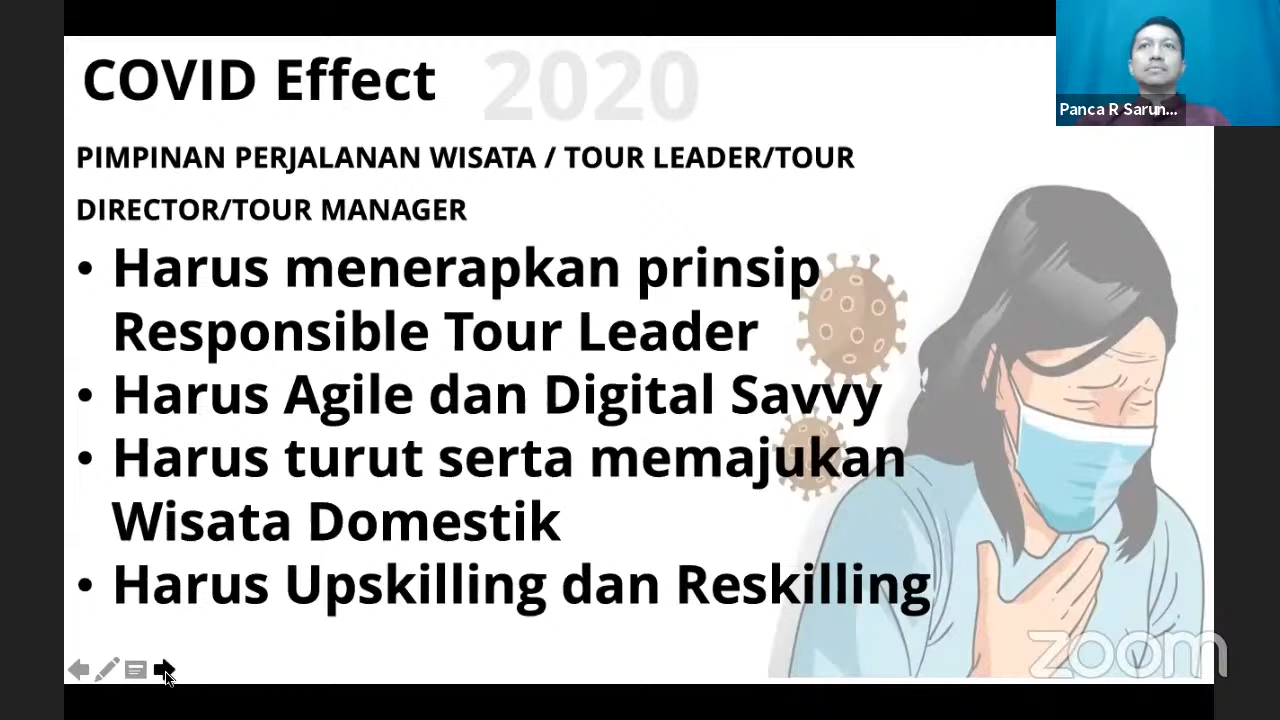 COVID Effect 2020
PIMPINAN PERJALANAN WISATA / TOUR LEADER/TOUR
DIRECTOR/TOUR MANAGER
• Harus menerapkan prinsip
Responsible Tour Leader
• Harus Agile dan Digital Savvy
• Harus turut serta memajukan
Wisata Domestik
• Harus Upskilling dan Reskilling
Panca R Sarun...
zoom